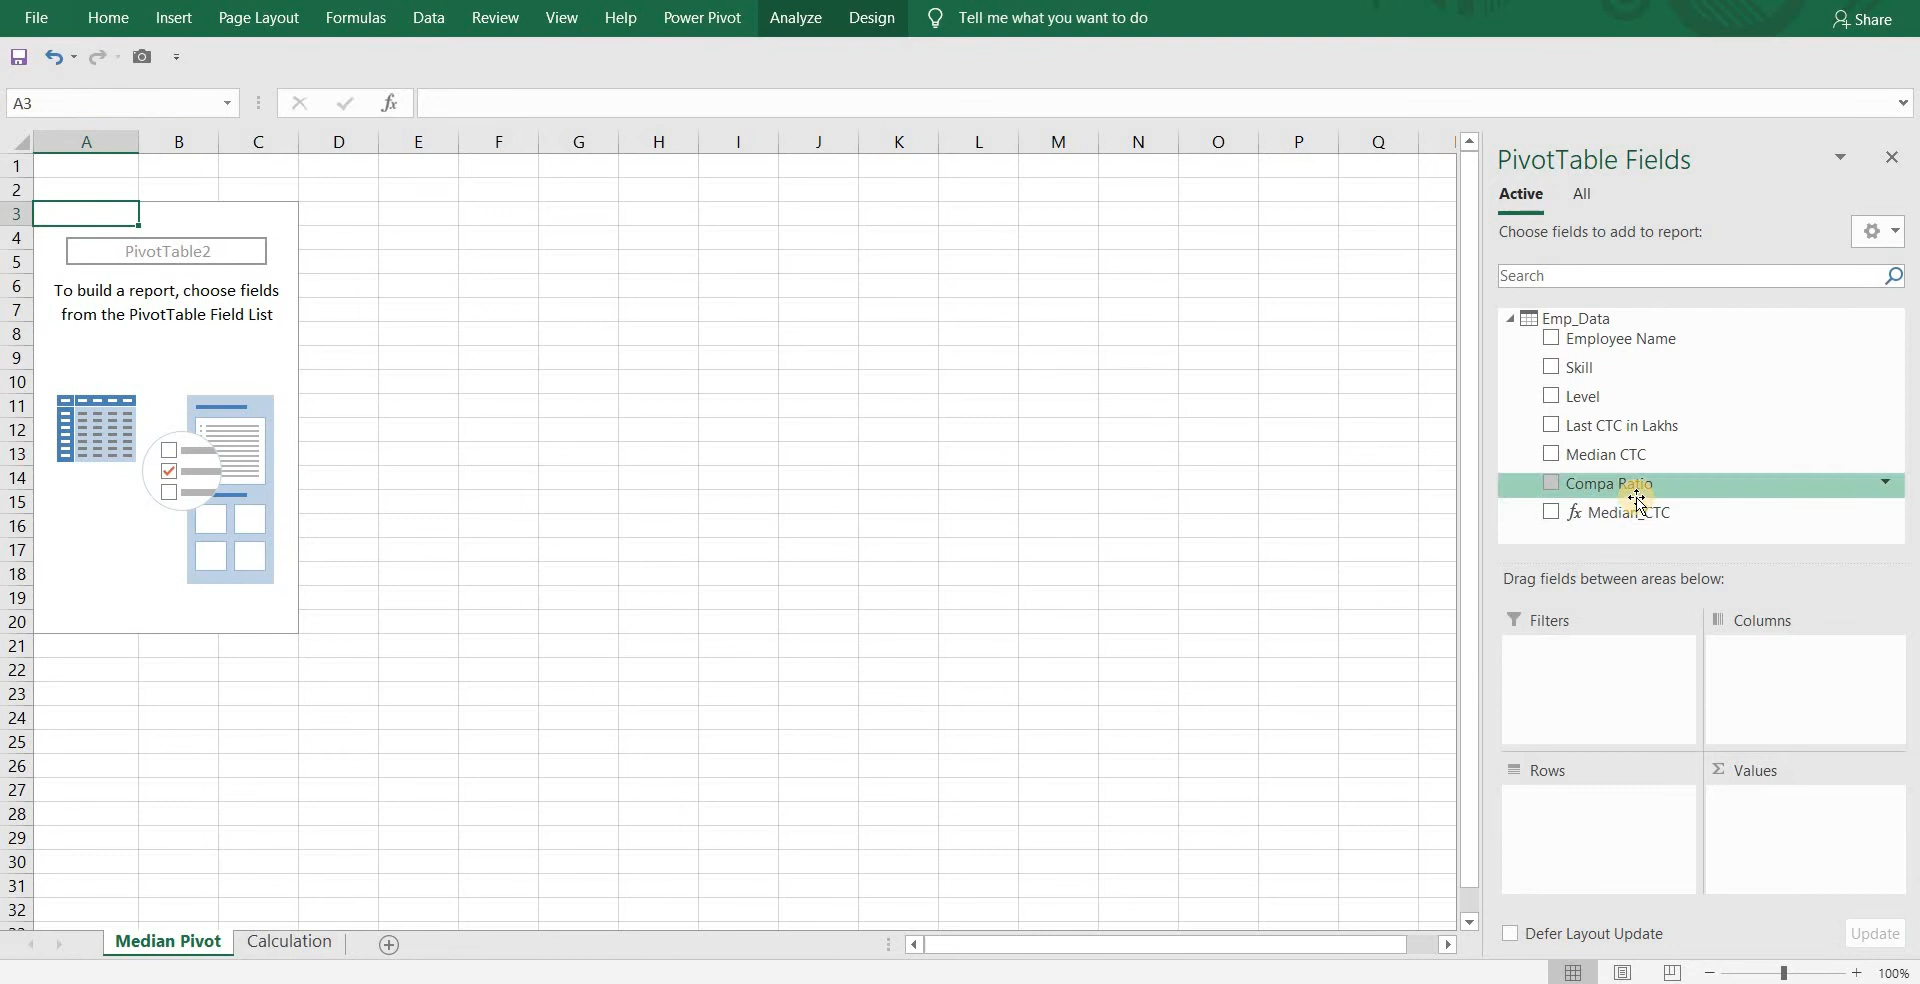 File Home Insert Page Layout Formulas Data Review View Help Power Pivot Analyze Design Tell me what you want to do Share
A3 fx
A B C D E F G H I J K L M N O P Q
1
2
3
4
5
6
7
8
9
10
11
12
13
14
15
16
17
18
19
20
21
22
23
24
25
26
27
28
29
30
31
32
PivotTable2
To build a report, choose fields
from the PivotTable Field List
PivotTable Fields
Active All
Choose fields to add to report:
Search
Emp_Data
Employee Name
Skill
Level
Last CTC in Lakhs
Median CTC
Compa Ratio
fx Median_CTC
Drag fields between areas below:
Filters
Columns
Rows
Σ Values
Defer Layout Update Update
Median Pivot Calculation
100%